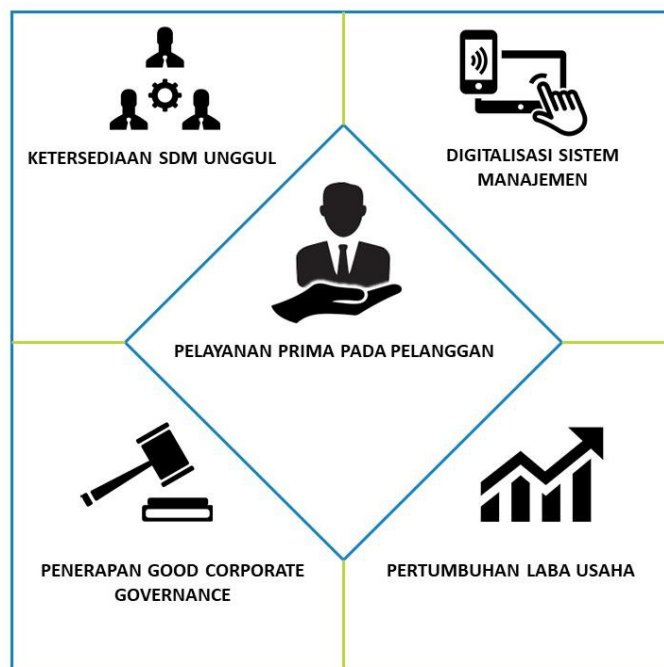 KETERSEDIAAN SDM UNGGUL
DIGITALISASI SISTEM
MANAJEMEN
PELAYANAN PRIMA PADA PELANGGAN
PENERAPAN GOOD CORPORATE
GOVERNANCE
PERTUMBUHAN LABA USAHA